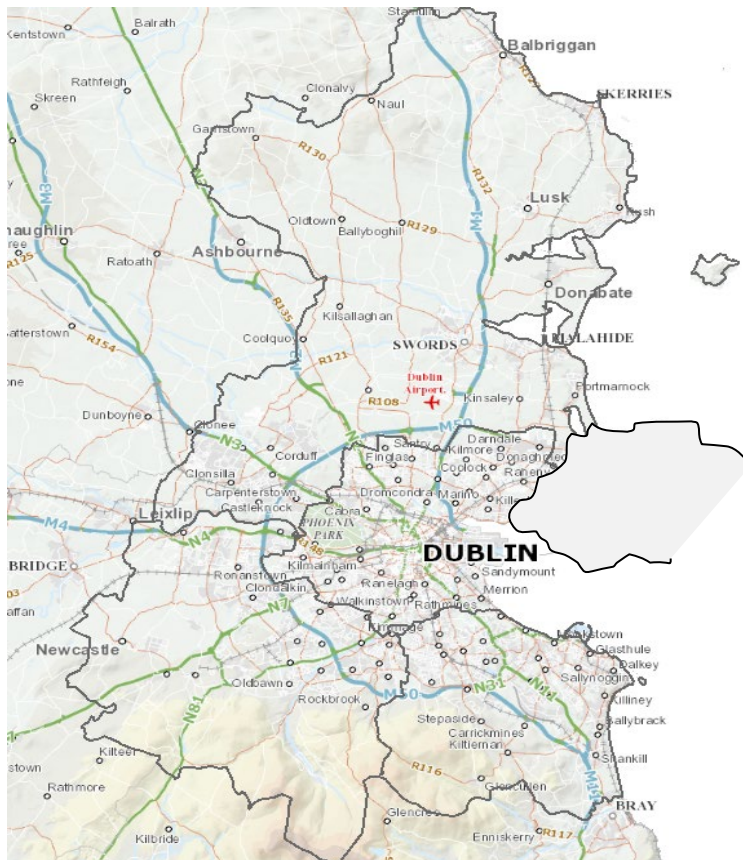 Stamullin
Balrath
Kentstown
Balbriggan
Rathfeigh
Clonalvy
Skreen
Naul
SKERRIES
Garristown
R130
R132
M3
Lusk
Rush
M1
Oldtown
Ballyboghill
R129
haughlin
Ashbourne
R125
Ratoath
Donabate
R135
Kilsallaghan
Batterstown
R154
Coolquoy
SWORDS
MALAHIDE
R121
Dublin
Airport.
Portmarnock
R108
Kinsaley
Dunboyne
Clonee
M50
N3
Corduff
Finglas
Santry
Kilmore
Darndale
Clonsilla
Coolock
Carpenterstown
Dromcondra
Marino
Castleknock
Cabra
Leixlip
M4
PHOENIX
PARK
N4
R148
DUBLIN
BRIDGE
Kilmainham
Ronanstown
Sandymount
Clondalkin
Ranelagh
Merrion
N7
Walkinstown
Rathmines
Newcastle
Glasthule
Dalkey
Sallynoggin
Oldbawn
M50
N31
N11
Killiney
N81
Rockbrook
Stepaside
Ballybrack
Carrickmines
Kiltiernan
Shankill
Kilteel
R116
Glencullen
M11
Rathmore
BRAY
Glencree
Kilbride
Enniskerry
R117